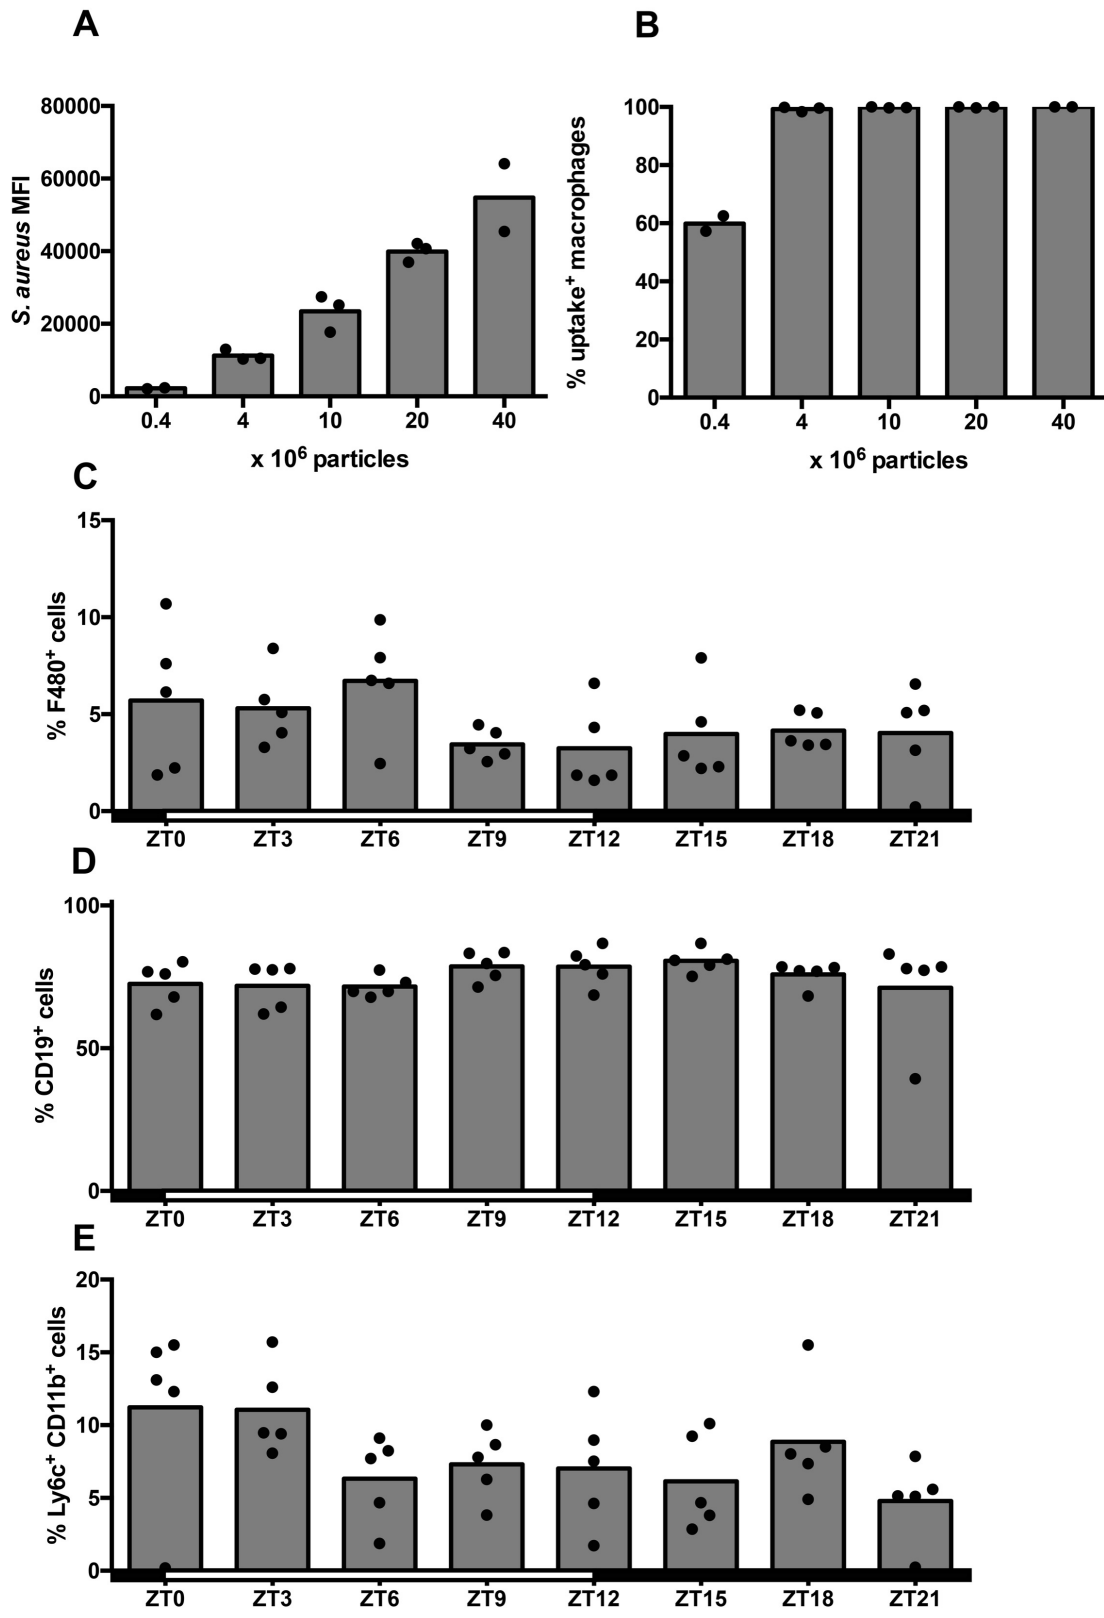 A
80000
60000
40000
20000
0
S. aureus MFI
0.4 4 10 20 40
x 10⁶ particles
B
100
80
60
40
20
0
% uptake⁺ macrophages
0.4 4 10 20 40
x 10⁶ particles
C
15
10
5
0
% F480⁺ cells
ZT0 ZT3 ZT6 ZT9 ZT12 ZT15 ZT18 ZT21
D
100
50
0
% CD19⁺ cells
ZT0 ZT3 ZT6 ZT9 ZT12 ZT15 ZT18 ZT21
E
20
15
10
5
0
% Ly6c⁺ CD11b⁺ cells
ZT0 ZT3 ZT6 ZT9 ZT12 ZT15 ZT18 ZT21